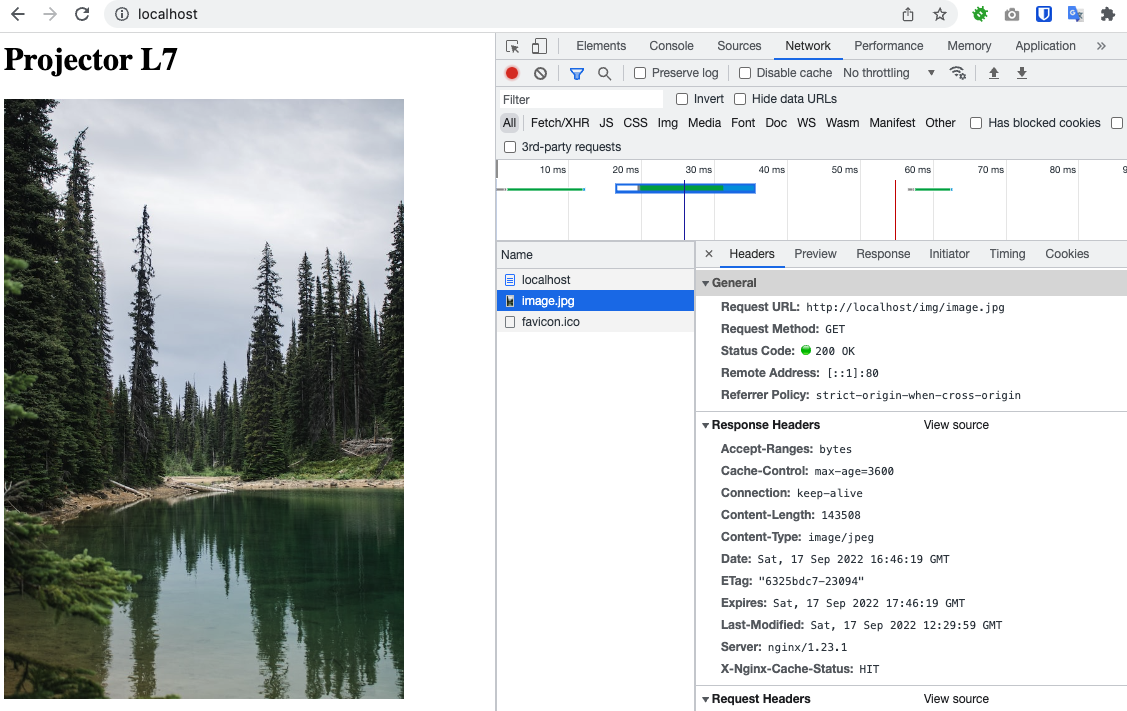 localhost
Projector L7
Elements Console Sources Network Performance Memory Application »
Preserve log Disable cache No throttling
Filter Invert Hide data URLs
All Fetch/XHR JS CSS Img Media Font Doc WS Wasm Manifest Other Has blocked cookies
3rd-party requests
10 ms 20 ms 30 ms 40 ms 50 ms 60 ms 70 ms 80 ms 9
Name
localhost
image.jpg
favicon.ico
× Headers Preview Response Initiator Timing Cookies
General
Request URL: http://localhost/img/image.jpg
Request Method: GET
Status Code: 200 OK
Remote Address: [::1]:80
Referrer Policy: strict-origin-when-cross-origin
Response Headers View source
Accept-Ranges: bytes
Cache-Control: max-age=3600
Connection: keep-alive
Content-Length: 143508
Content-Type: image/jpeg
Date: Sat, 17 Sep 2022 16:46:19 GMT
ETag: "6325bdc7-23094"
Expires: Sat, 17 Sep 2022 17:46:19 GMT
Last-Modified: Sat, 17 Sep 2022 12:29:59 GMT
Server: nginx/1.23.1
X-Nginx-Cache-Status: HIT
Request Headers View source